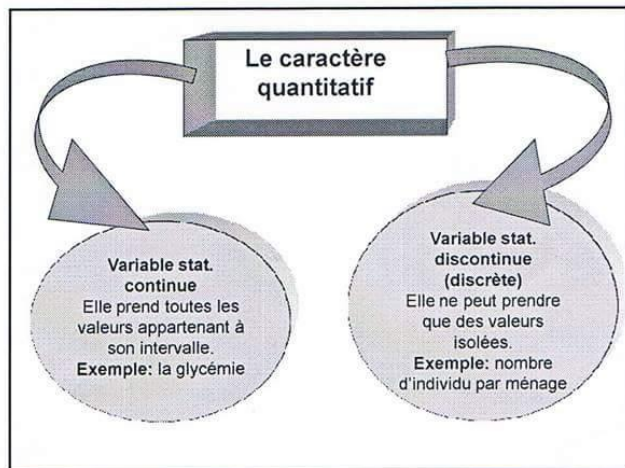 Le caractère
quantitatif
Variable stat.
continue
Elle prend toutes les
valeurs appartenant à
son intervalle.
Exemple: la glycémie
Variable stat.
discontinue
(discrète)
Elle ne peut prendre
que des valeurs
isolées.
Exemple: nombre
d'individu par ménage